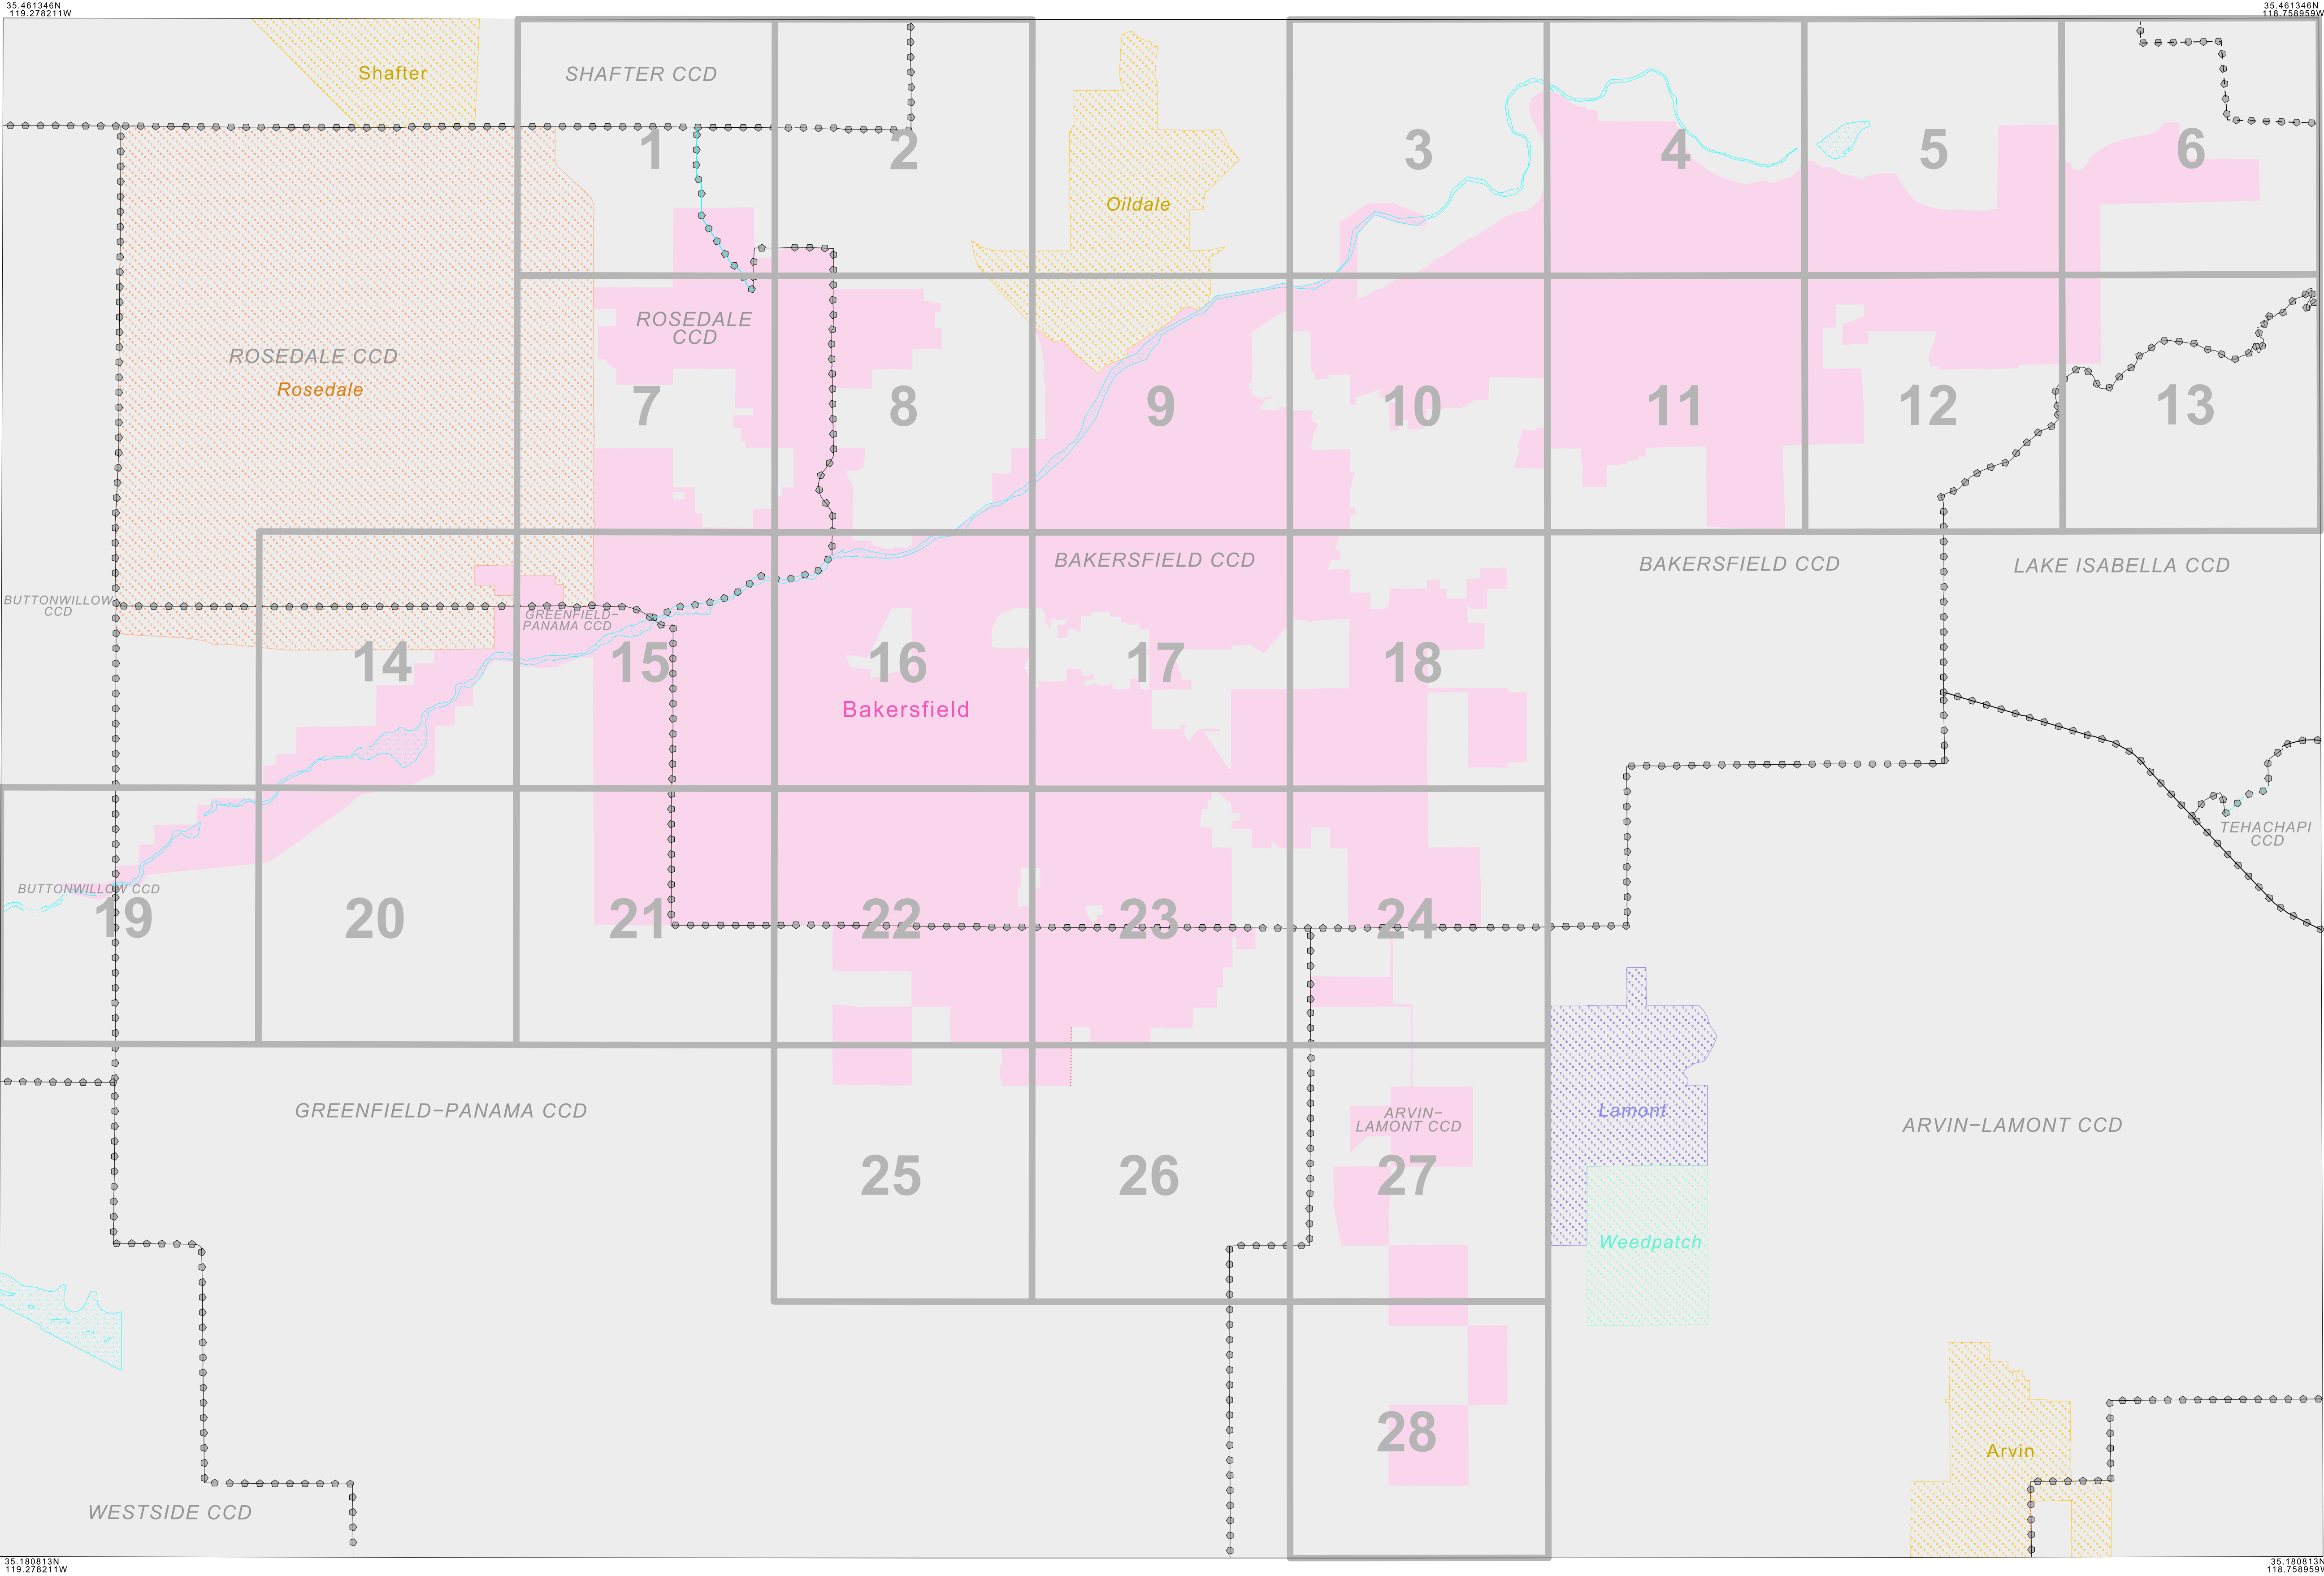 35.461346N
119.278211W
35.461346N
118.758959W
Shafter
SHAFTER CCD
1
2
3
4
5
6
Oildale
ROSEDALE
CCD
ROSEDALE CCD
Rosedale
7
8
9
10
11
12
13
BUTTONWILLOW
CCD
GREENFIELD-
PANAMA CCD
BAKERSFIELD CCD
BAKERSFIELD CCD
LAKE ISABELLA CCD
14
15
16
17
18
Bakersfield
TEHACHAPI
CCD
BUTTONWILLOW CCD
19
20
21
22
23
24
GREENFIELD-PANAMA CCD
ARVIN-
LAMONT CCD
Lamont
ARVIN-LAMONT CCD
25
26
27
Weedpatch
28
Arvin
WESTSIDE CCD
35.180813N
119.278211W
35.180813N
118.758959W